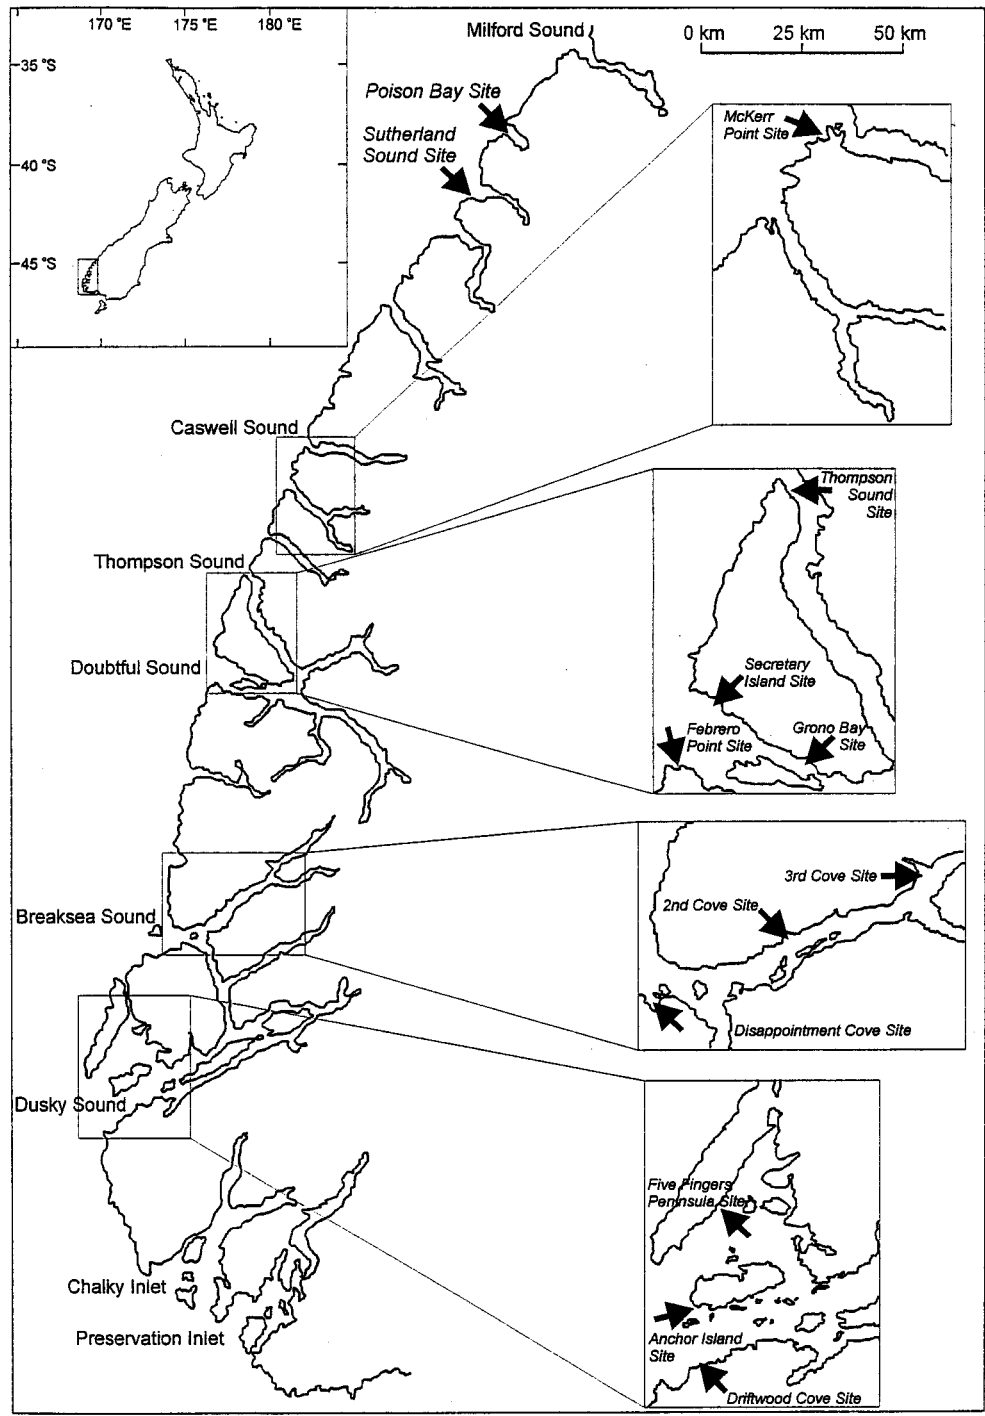 170 °E
175 °E
180 °E
35 °S
40 °S
45 °S
Milford Sound
0 km
25 km
50 km
Poison Bay Site
Sutherland
Sound Site
McKerr
Point Site
Caswell Sound
Thompson Sound
Doubtful Sound
Thompson
Sound
Site
Secretary
Island Site
Febrero
Point Site
Grono Bay
Site
Breaksea Sound
3rd Cove Site
2nd Cove Site
Disappointment Cove Site
Dusky Sound
Five Fingers
Peninsula Site
Anchor Island
Site
Driftwood Cove Site
Chalky Inlet
Preservation Inlet